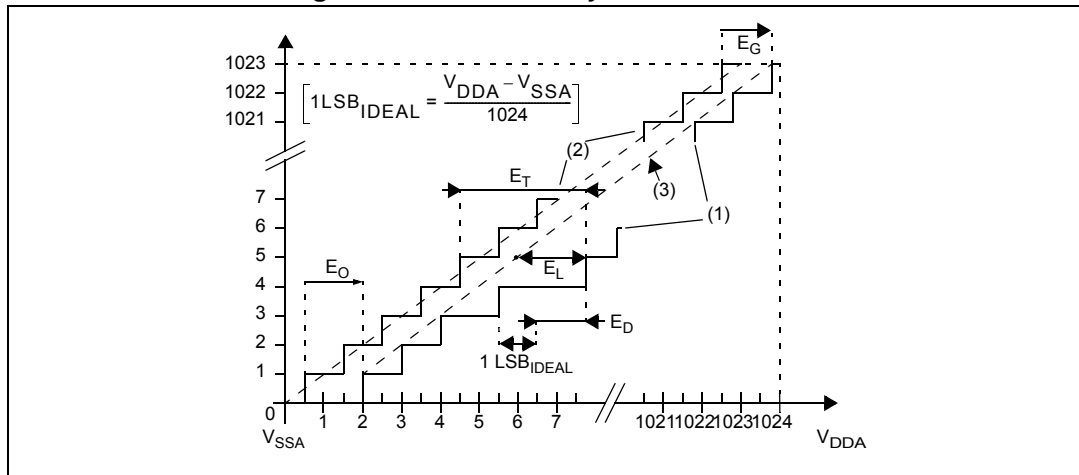 E_G
1023
1022
1021
[1LSB_IDEAL = (V_DDA – V_SSA) / 1024]
(2)
(3)
(1)
E_T
7
6
5
4
3
2
1
0
E_O
E_L
E_D
1 LSB_IDEAL
1 2 3 4 5 6 7 1021 1022 1023 1024
V_SSA
V_DDA